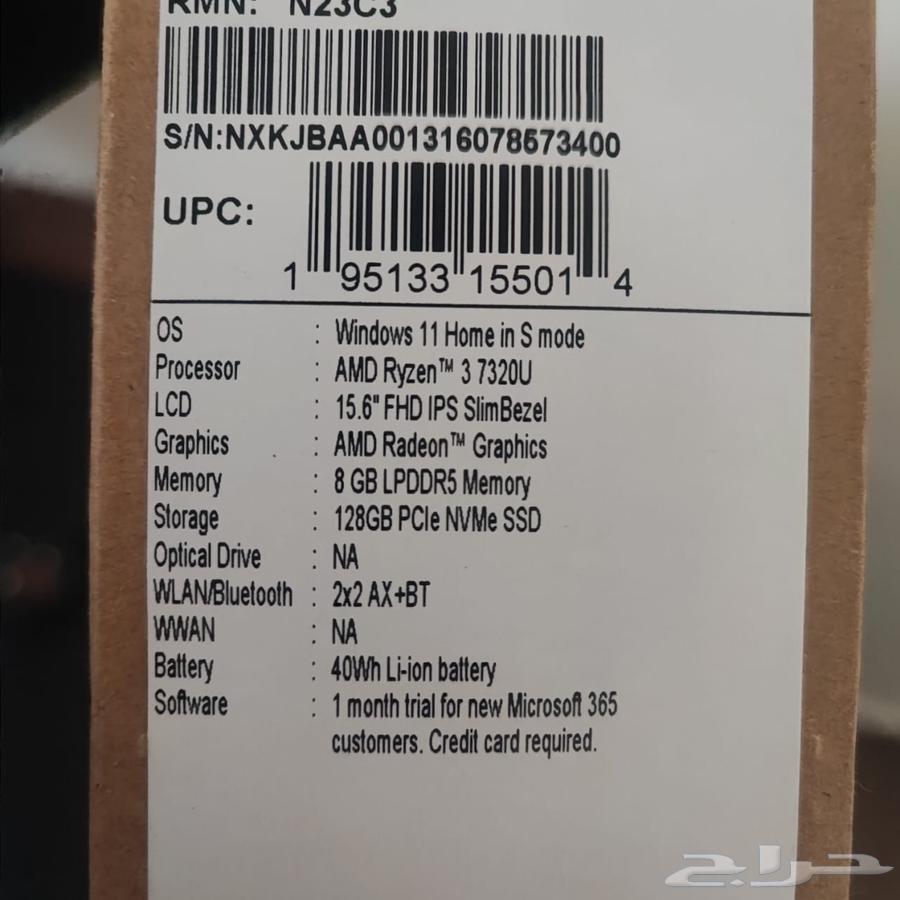 RMN: N23C3
S/N:NXKJBAA001316078573400
UPC:
1 95133 15501 4
OS : Windows 11 Home in S mode
Processor : AMD Ryzen™ 3 7320U
LCD : 15.6" FHD IPS SlimBezel
Graphics : AMD Radeon™ Graphics
Memory : 8 GB LPDDR5 Memory
Storage : 128GB PCIe NVMe SSD
Optical Drive : NA
WLAN/Bluetooth : 2x2 AX+BT
WWAN : NA
Battery : 40Wh Li-ion battery
Software : 1 month trial for new Microsoft 365
customers. Credit card required.
حراج